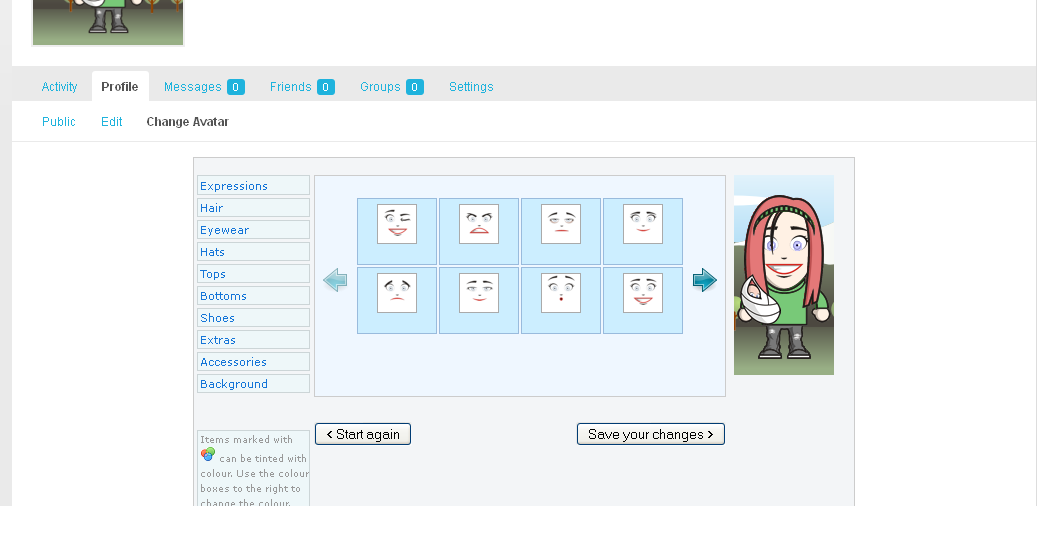 Activity Profile Messages 0 Friends 0 Groups 0 Settings
Public Edit Change Avatar
Expressions
Hair
Eyewear
Hats
Tops
Bottoms
Shoes
Extras
Accessories
Background
< Start again Save your changes >
Items marked with
can be tinted with
colour. Use the colour
boxes to the right to
change the colour.